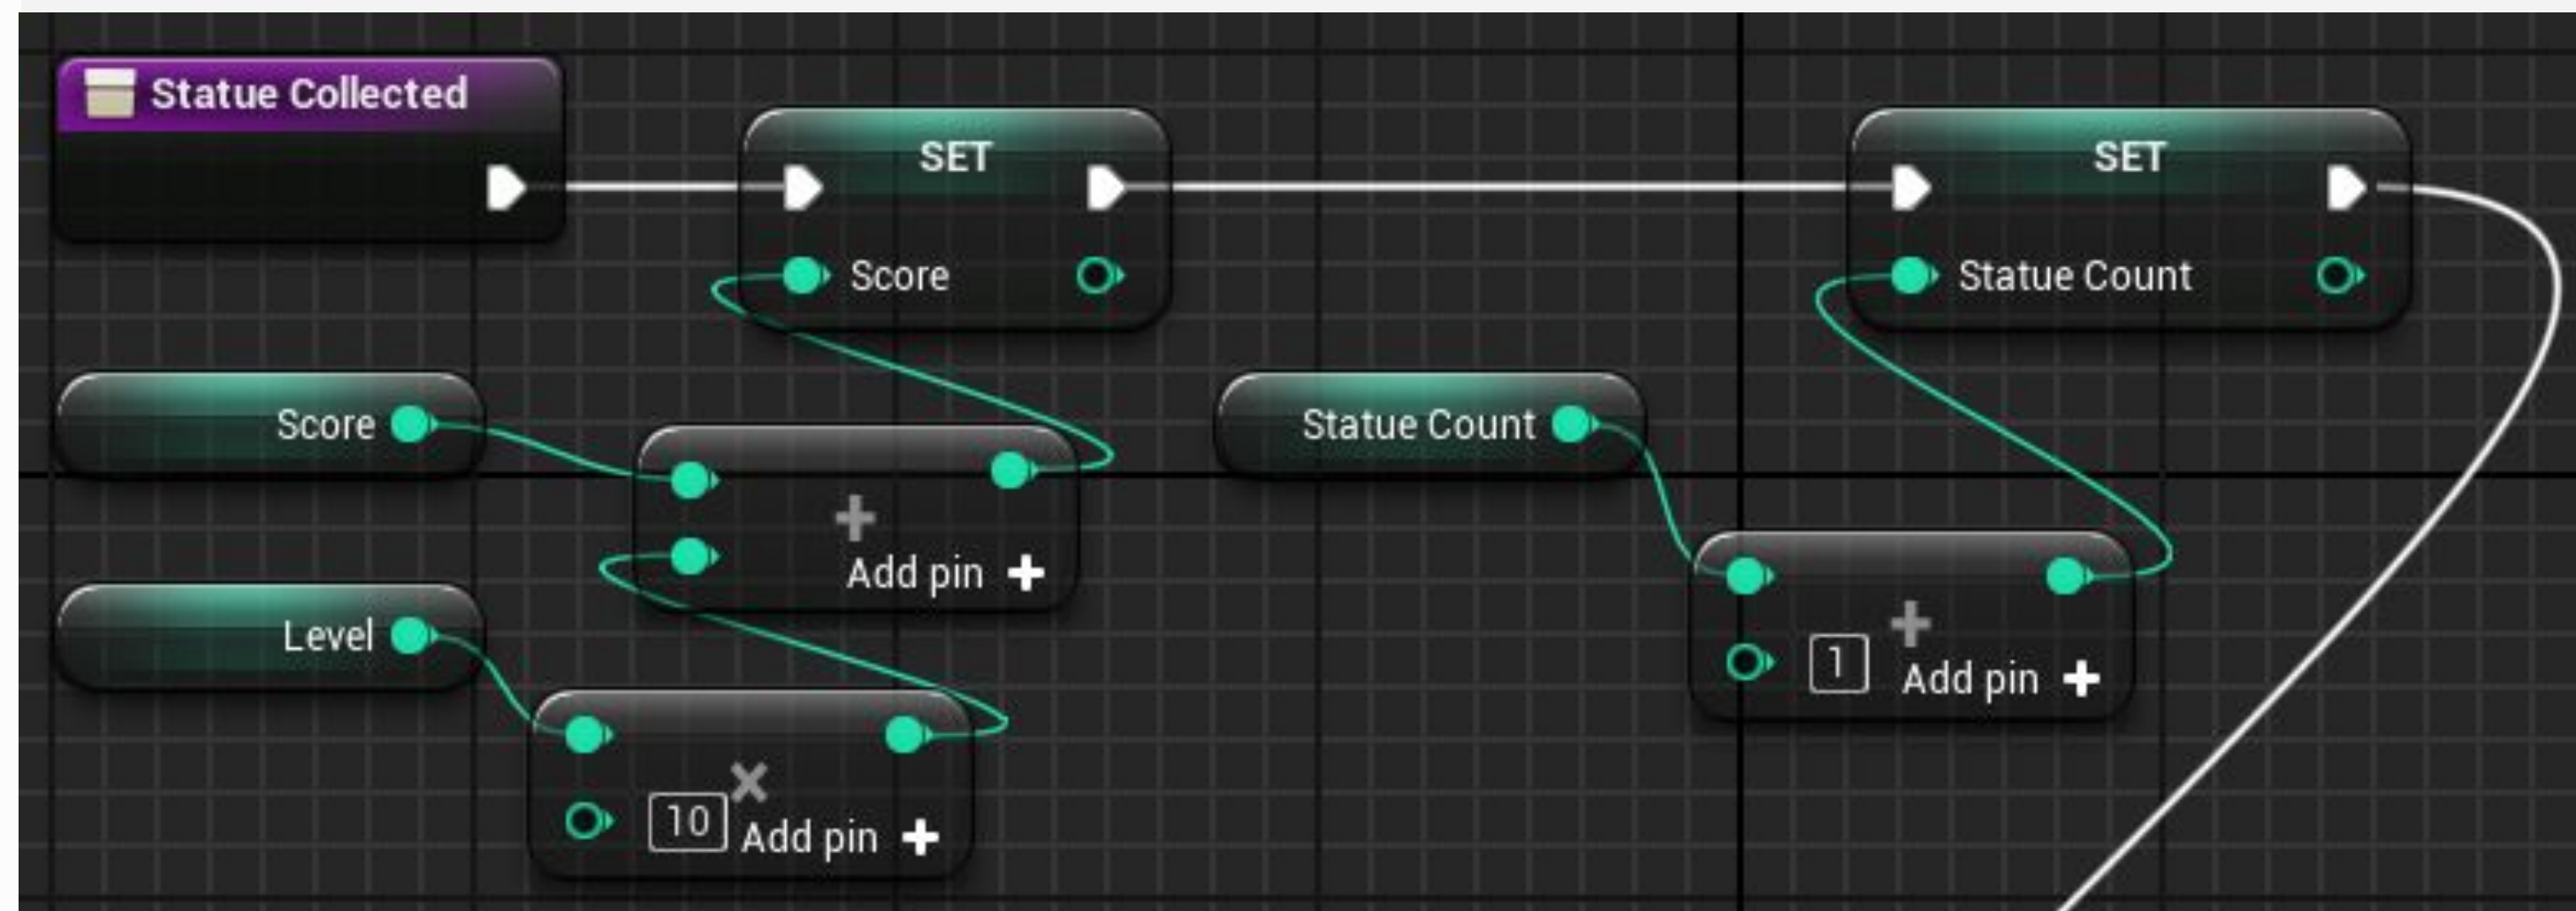 Statue Collected
SET
Score
SET
Statue Count
Score
Statue Count
Add pin +
Level
1 Add pin +
10 Add pin +